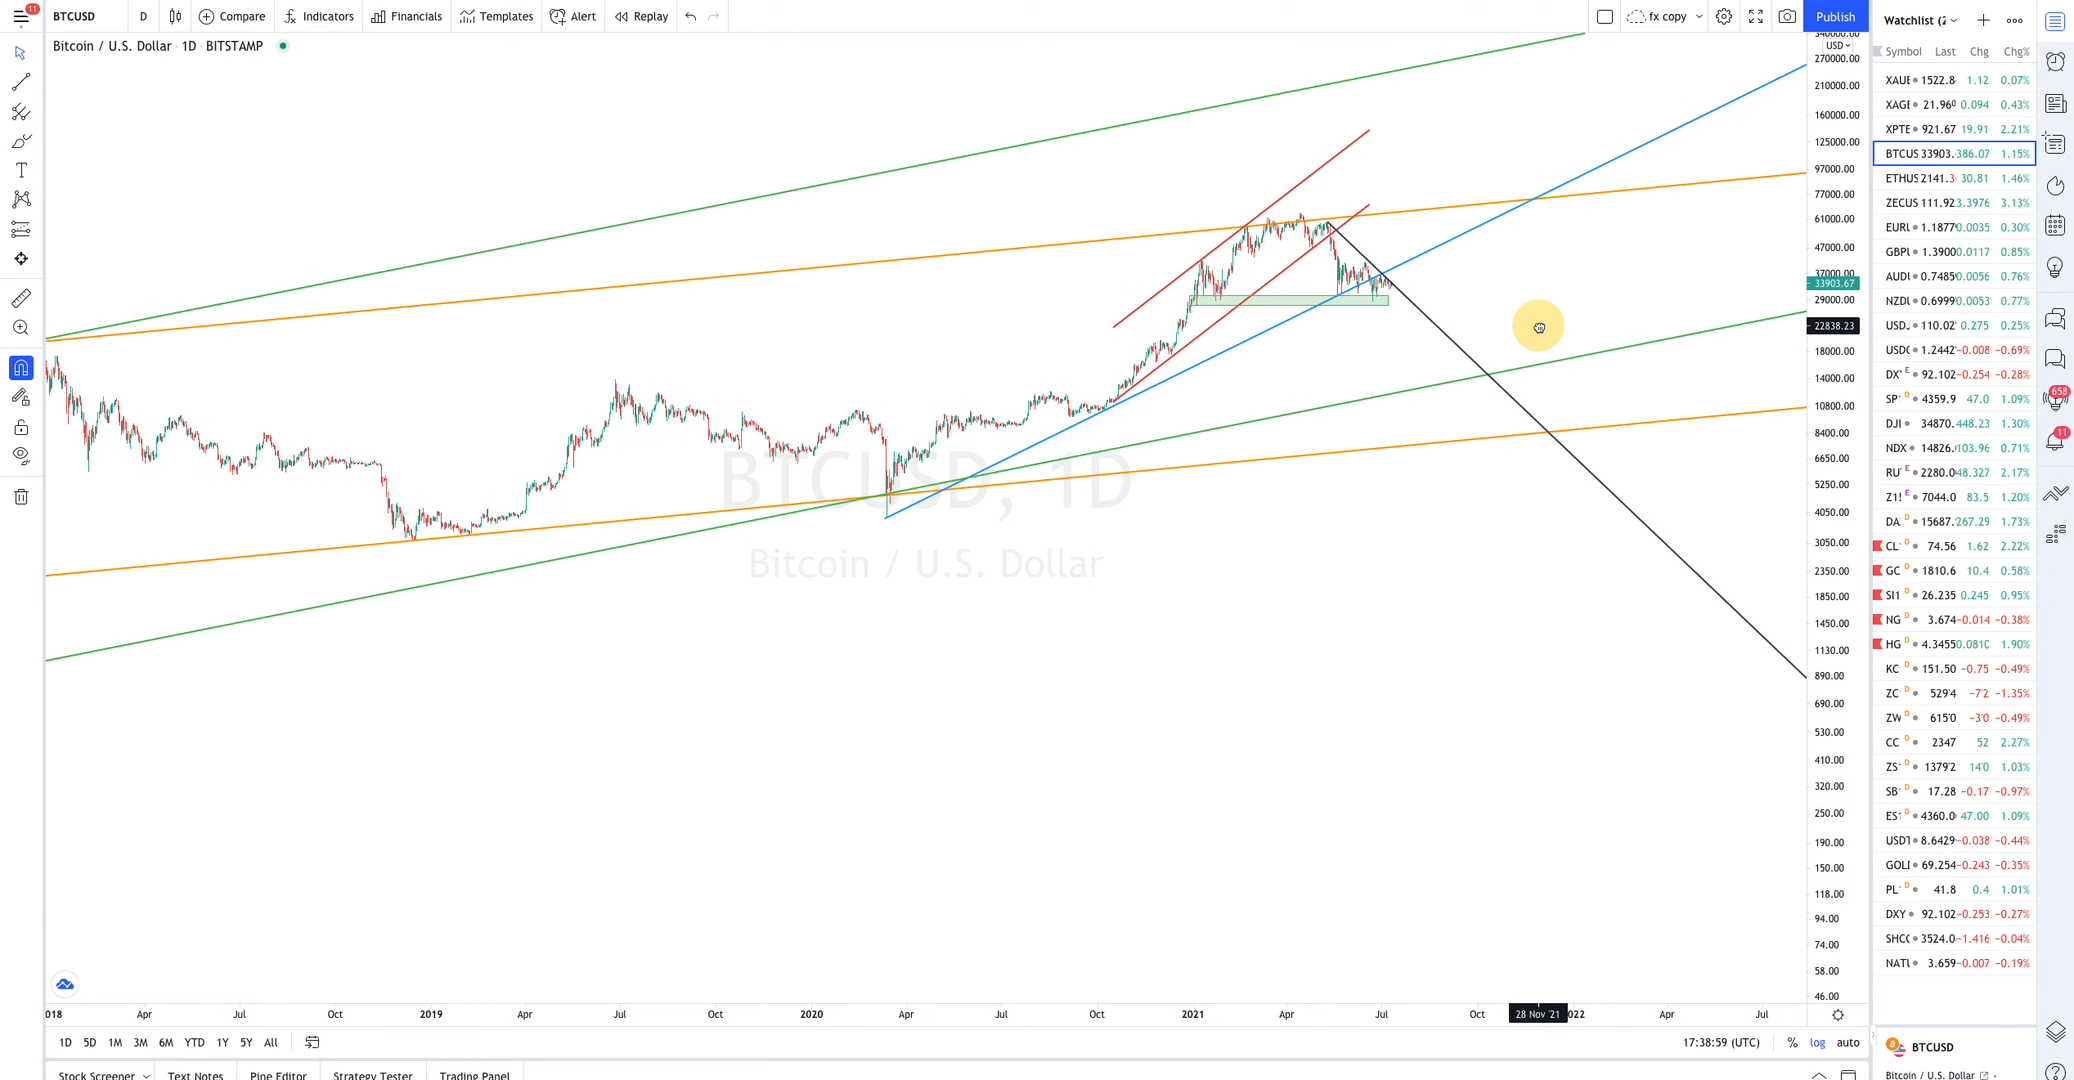 11
BTCUSD D Compare Indicators Financials Templates Alert Replay fx copy Publish
Bitcoin / U.S. Dollar · 1D · BITSTAMP
USD
340000.00
270000.00
210000.00
160000.00
125000.00
97000.00
77000.00
61000.00
47000.00
37000.00
33903.67
29000.00
22838.23
18000.00
14000.00
10800.00
8400.00
6650.00
5250.00
4050.00
3050.00
2350.00
1850.00
1450.00
1130.00
890.00
690.00
530.00
410.00
320.00
250.00
190.00
150.00
118.00
94.00
74.00
58.00
46.00
BTCUSD, 1D
Bitcoin / U.S. Dollar
2018 Apr Jul Oct 2019 Apr Jul Oct 2020 Apr Jul Oct 2021 Apr Jul Oct 28 Nov '21 2022 Apr Jul
1D 5D 1M 3M 6M YTD 1Y 5Y All 17:38:59 (UTC) % log auto
Stock Screener Text Notes Pine Editor Strategy Tester Trading Panel
Watchlist (2
Symbol Last Chg Chg%
XAUE 1522.8 1.12 0.07%
XAGE 21.960 0.094 0.43%
XPTE 921.67 19.91 2.21%
BTCUS 33903. 386.07 1.15%
ETHUS 2141.3 30.81 1.46%
ZECUS 111.92 3.3976 3.13%
EURU 1.1877 0.0035 0.30%
GBPU 1.3900 0.0117 0.85%
AUDU 0.7485 0.0056 0.76%
NZDU 0.6999 0.0053 0.77%
USDJ 110.02 0.275 0.25%
USDC 1.2442 −0.008 −0.69%
DXY E 92.102 −0.254 −0.28%
SP D 4359.9 47.0 1.09%
DJI 34870. 448.23 1.30%
NDX 14826. 103.96 0.71%
RU E 2280.0 48.327 2.17%
Z1! E 7044.0 83.5 1.20%
DA D 15687. 267.29 1.73%
CL D 74.56 1.62 2.22%
GC D 1810.6 10.4 0.58%
SI1 D 26.235 0.245 0.95%
NG D 3.674 −0.014 −0.38%
HG D 4.3455 0.0810 1.90%
KC D 151.50 −0.75 −0.49%
ZC D 529'4 −7'2 −1.35%
ZW D 615'0 −3'0 −0.49%
CC D 2347 52 2.27%
ZS D 1379'2 14'0 1.03%
SB D 17.28 −0.17 −0.97%
ES1 D 4360.0 47.00 1.09%
USDT 8.6429 −0.038 −0.44%
GOLD 69.254 −0.243 −0.35%
PL D 41.8 0.4 1.01%
DXY 92.102 −0.253 −0.27%
SHCO 3524.0 −1.416 −0.04%
NATU 3.659 −0.007 −0.19%
BTCUSD
Bitcoin / U.S. Dollar
658
11